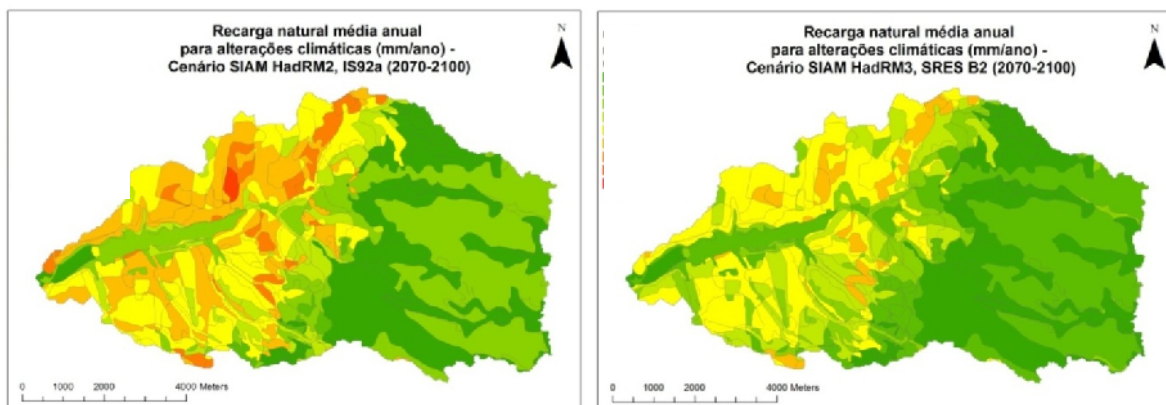 Recarga natural média anual
para alterações climáticas (mm/ano) -
Cenário SIAM HadRM2, IS92a (2070-2100)
N
0 1000 2000 4000 Meters
Recarga natural média anual
para alterações climáticas (mm/ano) -
Cenário SIAM HadRM3, SRES B2 (2070-2100)
N
0 1000 2000 4000 Meters